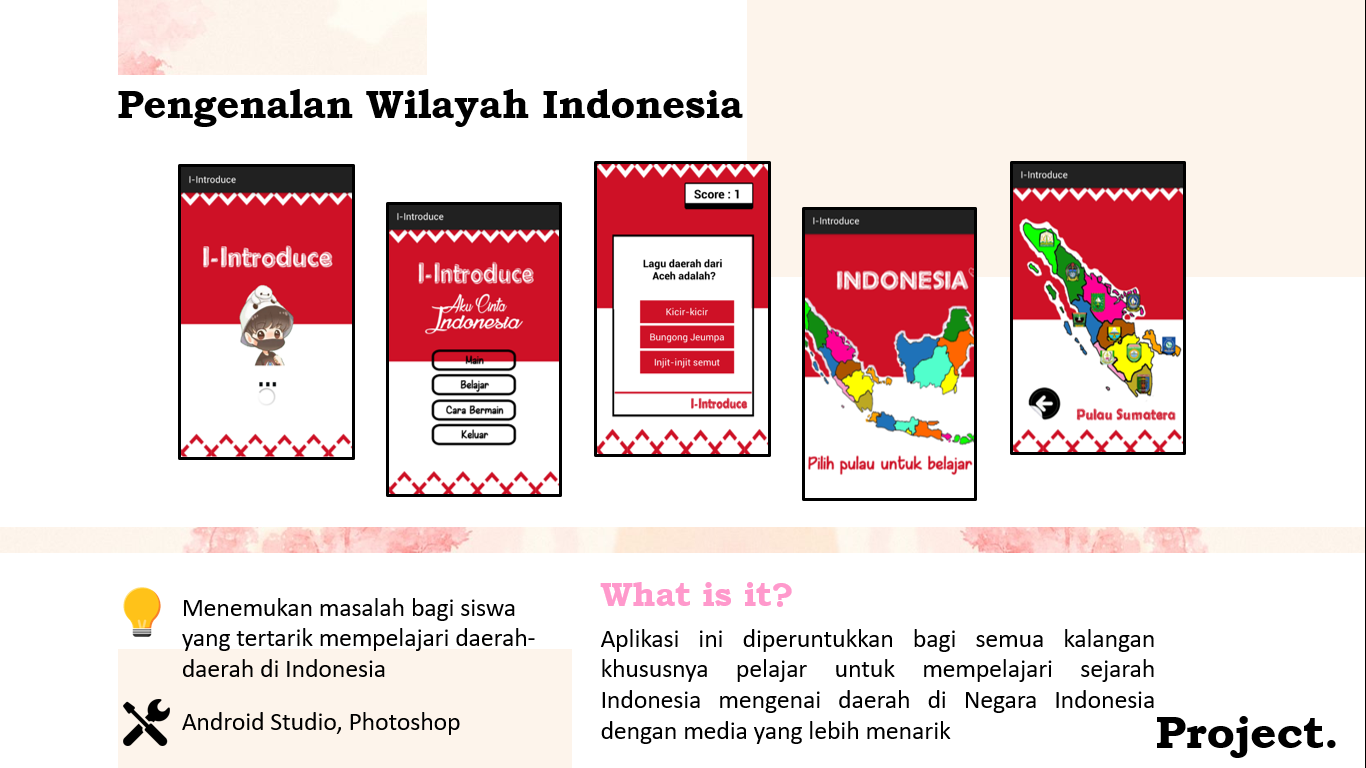 Pengenalan Wilayah Indonesia
I-Introduce
I-Introduce
I-Introduce
I-Introduce
Aku Cinta
Indonesia
Main
Belajar
Cara Bermain
Keluar
Score : 1
Lagu daerah dari
Aceh adalah?
Kicir-kicir
Bungong Jeumpa
Injit-injit semut
I-Introduce
I-Introduce
INDONESIA
Pilih pulau untuk belajar
I-Introduce
Pulau Sumatera
Menemukan masalah bagi siswa
yang tertarik mempelajari daerah-
daerah di Indonesia
Android Studio, Photoshop
What is it?
Aplikasi ini diperuntukkan bagi semua kalangan
khususnya pelajar untuk mempelajari sejarah
Indonesia mengenai daerah di Negara Indonesia
dengan media yang lebih menarik
Project.